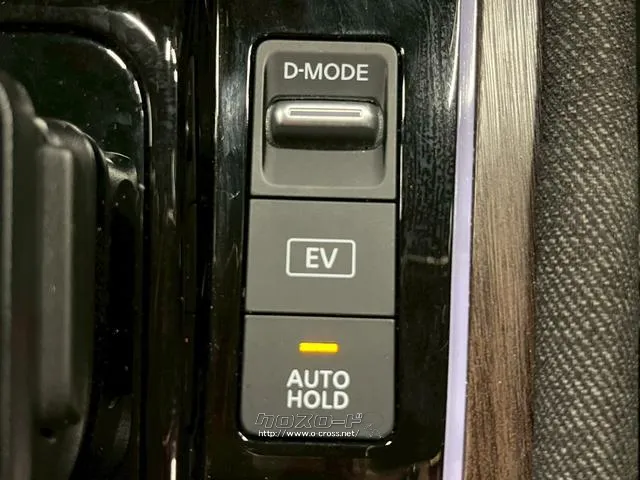 D-MODE
EV
AUTO
HOLD
クロスロード
http://www.o-cross.net/